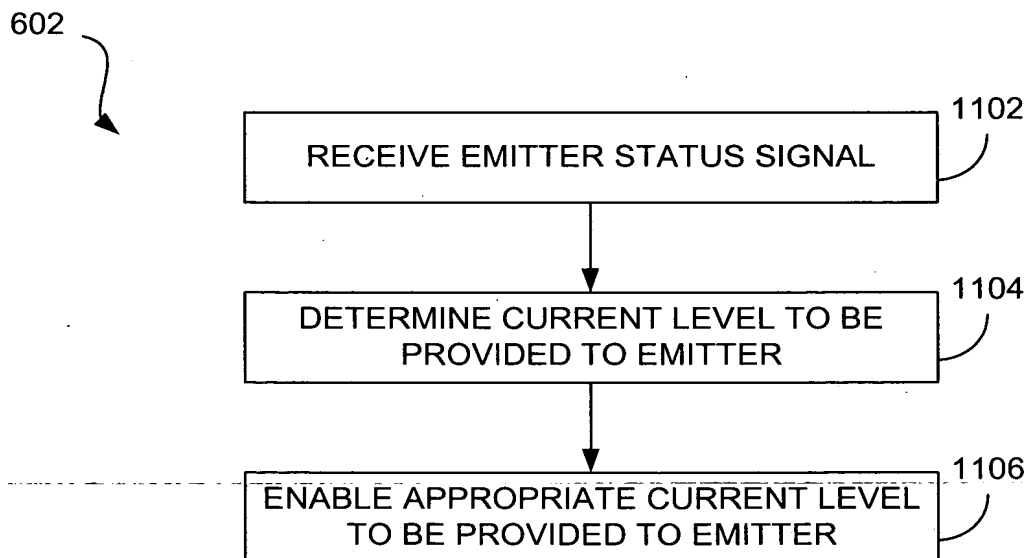 602
1102
RECEIVE EMITTER STATUS SIGNAL
1104
DETERMINE CURRENT LEVEL TO BE
PROVIDED TO EMITTER
1106
ENABLE APPROPRIATE CURRENT LEVEL
TO BE PROVIDED TO EMITTER